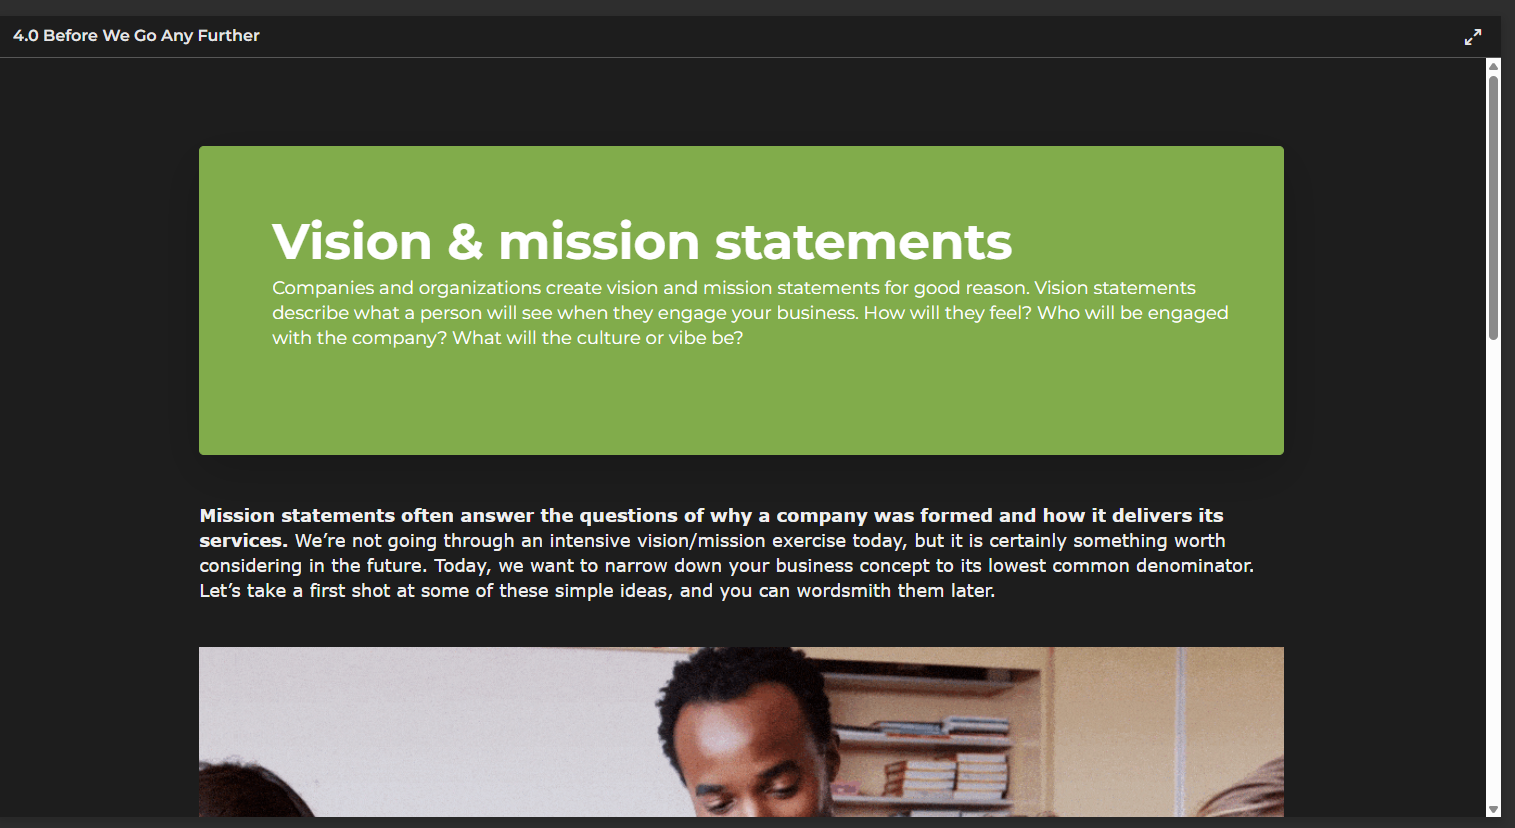 4.0 Before We Go Any Further
Vision & mission statements
Companies and organizations create vision and mission statements for good reason. Vision statements
describe what a person will see when they engage your business. How will they feel? Who will be engaged
with the company? What will the culture or vibe be?
Mission statements often answer the questions of why a company was formed and how it delivers its
services. We’re not going through an intensive vision/mission exercise today, but it is certainly something worth
considering in the future. Today, we want to narrow down your business concept to its lowest common denominator.
Let’s take a first shot at some of these simple ideas, and you can wordsmith them later.